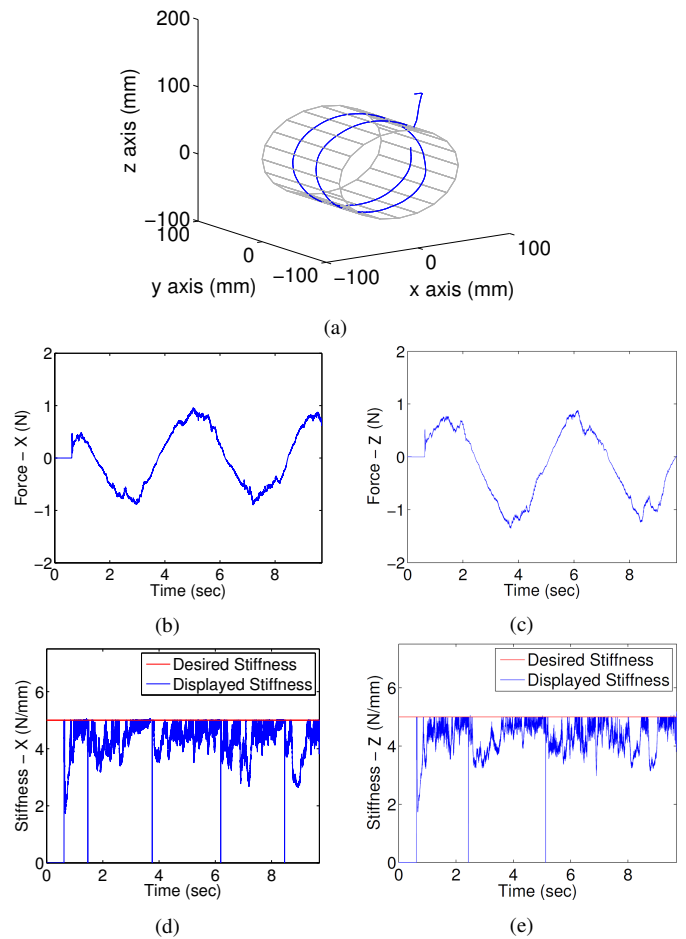 200
100
0
−100
z axis (mm)
100
0
−100
y axis (mm)
−100
0
100
x axis (mm)
(a)
2
1
0
−1
−2
Force − X (N)
0 2 4 6 8
Time (sec)
(b)
2
1
0
−1
−2
Force − Z (N)
0 2 4 6 8
Time (sec)
(c)
6
4
2
0
Stiffness − X (N/mm)
Desired Stiffness
Displayed Stiffness
0 2 4 6 8
Time (sec)
(d)
6
4
2
0
Stiffness − Z (N/mm)
Desired Stiffness
Displayed Stiffness
0 2 4 6 8
Time (sec)
(e)